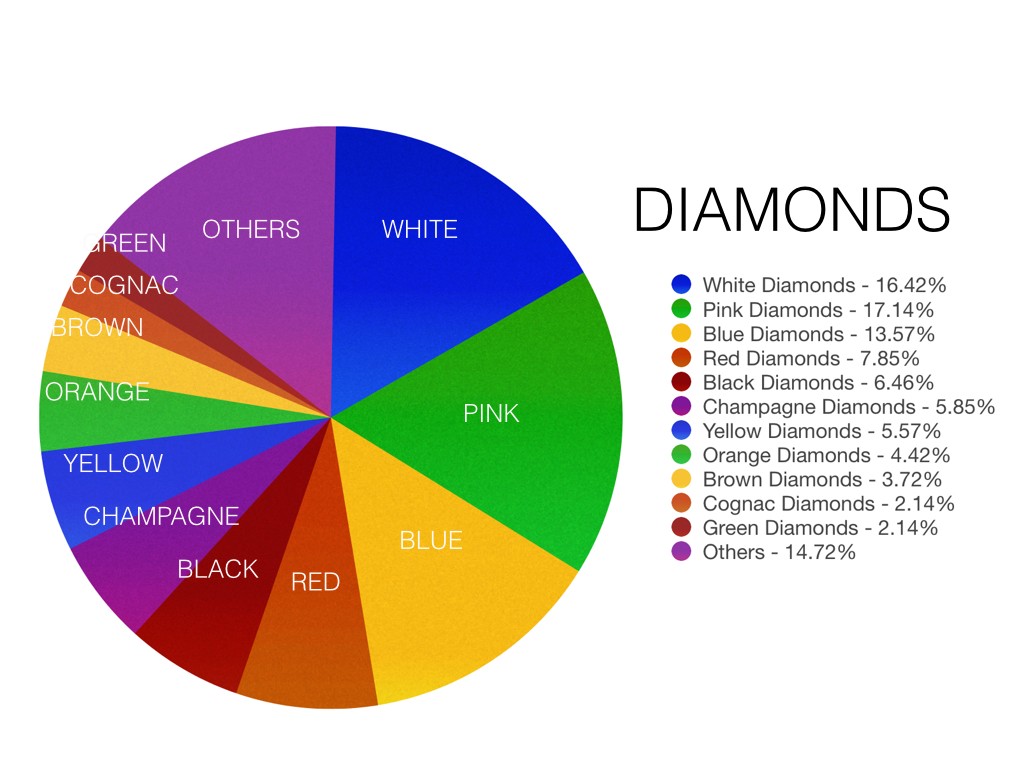 DIAMONDS
White Diamonds - 16.42%
Pink Diamonds - 17.14%
Blue Diamonds - 13.57%
Red Diamonds - 7.85%
Black Diamonds - 6.46%
Champagne Diamonds - 5.85%
Yellow Diamonds - 5.57%
Orange Diamonds - 4.42%
Brown Diamonds - 3.72%
Cognac Diamonds - 2.14%
Green Diamonds - 2.14%
Others - 14.72%
WHITE
PINK
BLUE
RED
BLACK
CHAMPAGNE
YELLOW
ORANGE
BROWN
COGNAC
GREEN
OTHERS